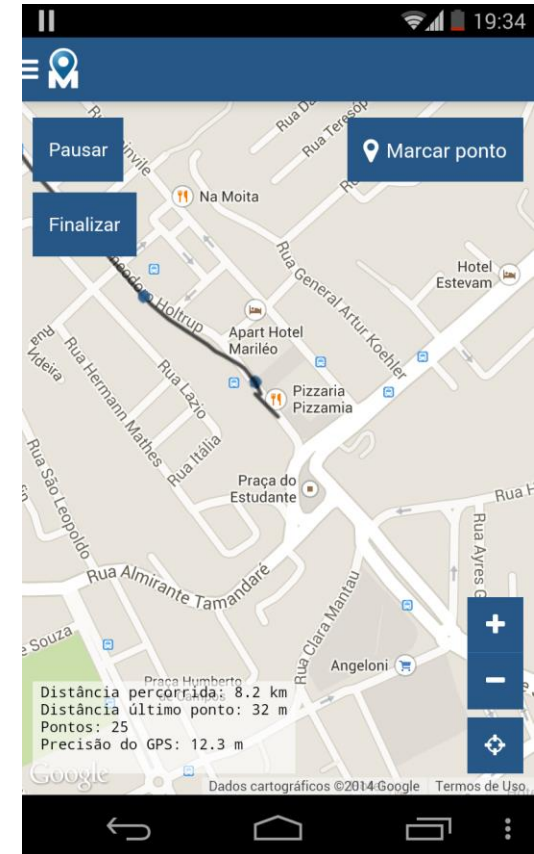 19:34
M
Pausar
Marcar ponto
Finalizar
Na Moita
Rua General Artur Koehler
Hotel
Estevam
Holtrup
Apart Hotel
Mariléo
Rua Hermann Mathes
Rua Lazio
Pizzaria
Pizzamia
Rua Itália
Rua São Leopoldo
Praça do
Estudante
Rua H
Rua Almirante Tamandaré
Rua Clara Mantau
Rua Ayres G
e Souza
Angeloni
Praça Humberto
de Campos
Distância percorrida: 8.2 km
Distância último ponto: 32 m
Pontos: 25
Precisão do GPS: 12.3 m
+
−
Google
Dados cartográficos ©2014 Google
Termos de Uso